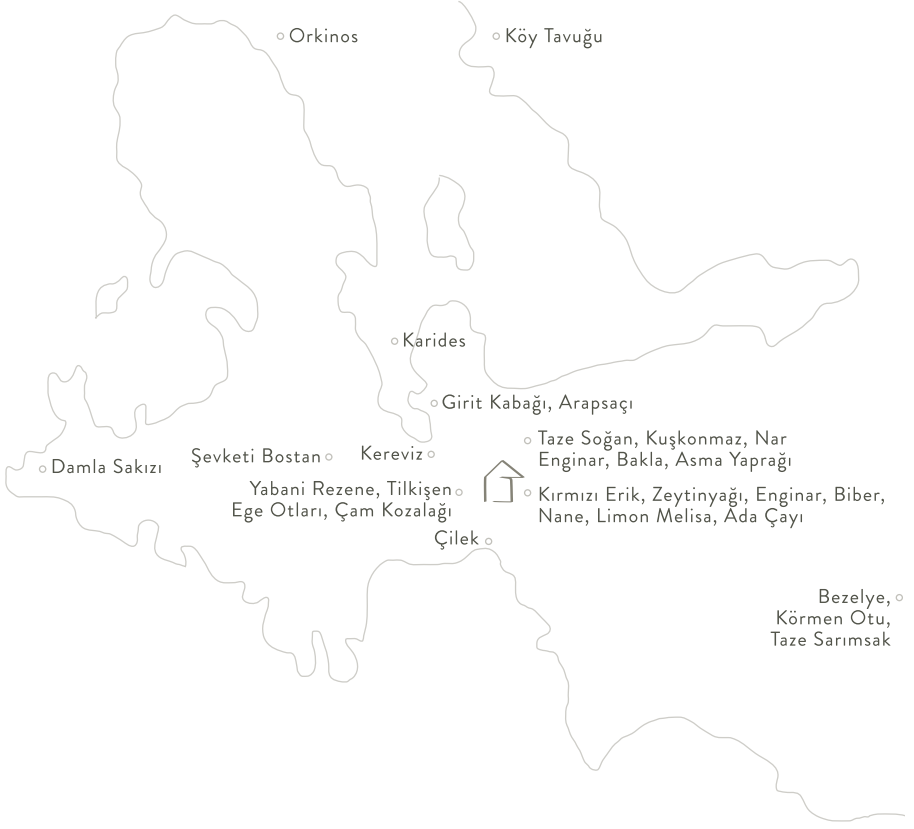 Orkinos
Köy Tavuğu
Karides
Girit Kabağı, Arapsaçı
Taze Soğan, Kuşkonmaz, Nar
Enginar, Bakla, Asma Yaprağı
Şevketi Bostan
Kereviz
Damla Sakızı
Yabani Rezene, Tilkişen
Ege Otları, Çam Kozalağı
Kırmızı Erik, Zeytinyağı, Enginar, Biber,
Nane, Limon Melisa, Ada Çayı
Çilek
Bezelye,
Körmen Otu,
Taze Sarımsak